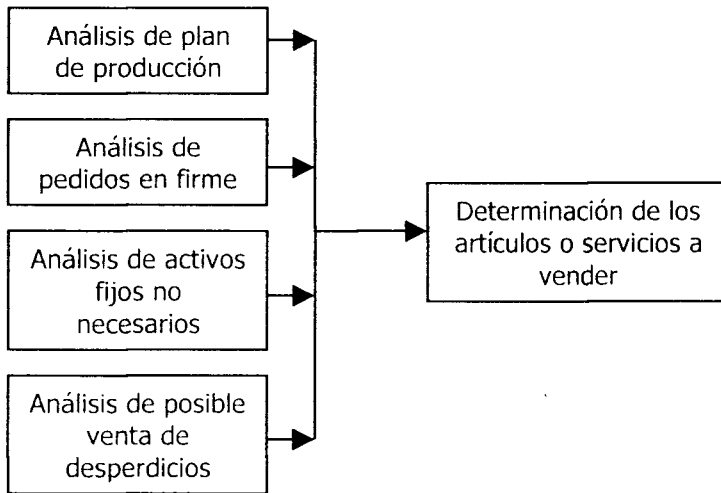 Análisis de plan
de producción
Análisis de
pedidos en firme
Análisis de activos
fijos no
necesarios
Análisis de posible
venta de
desperdicios
Determinación de los
artículos o servicios a
vender